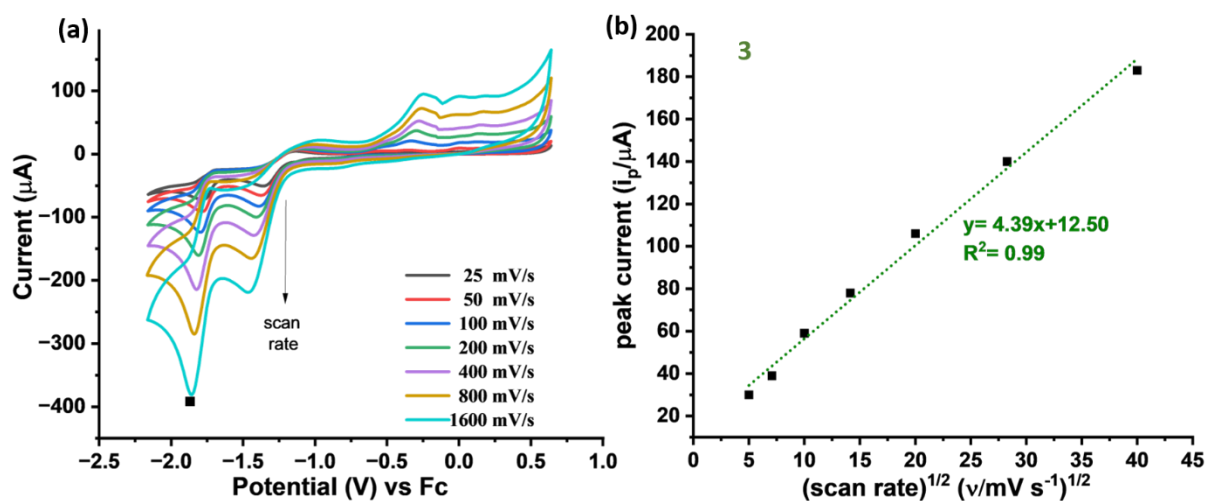 (a)
Current (μA)
100
0
−100
−200
−300
−400
−2.5 −2.0 −1.5 −1.0 −0.5 0.0 0.5 1.0
Potential (V) vs Fc
scan
rate
25 mV/s
50 mV/s
100 mV/s
200 mV/s
400 mV/s
800 mV/s
1600 mV/s
(b)
3
peak current (iₚ/μA)
200
180
160
140
120
100
80
60
40
20
0 5 10 15 20 25 30 35 40 45
(scan rate)^1/2 (ν/mV s⁻¹)^1/2
y= 4.39x+12.50
R²= 0.99